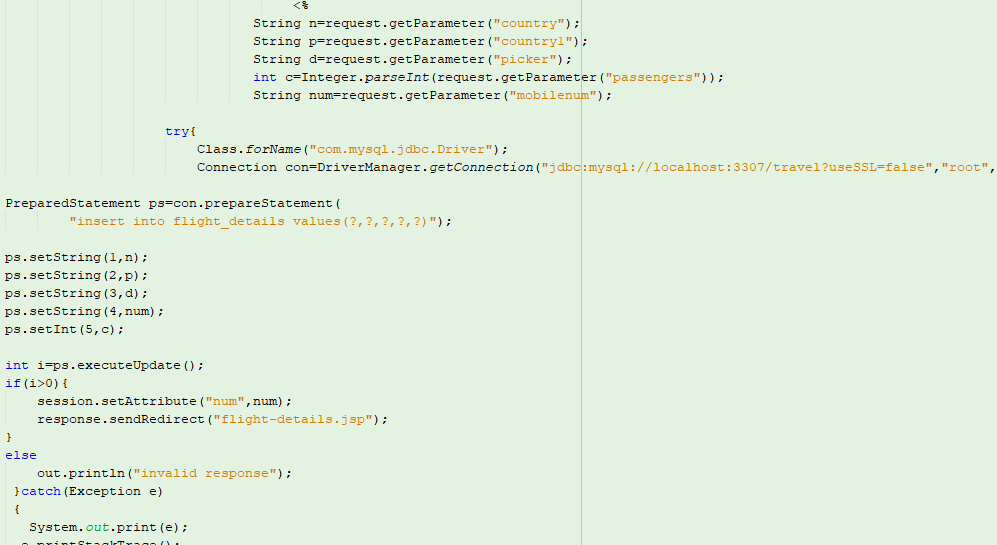 <%
String n=request.getParameter("country");
String p=request.getParameter("country1");
String d=request.getParameter("picker");
int c=Integer.parseInt(request.getParameter("passengers"));
String num=request.getParameter("mobilenum");
try{
Class.forName("com.mysql.jdbc.Driver");
Connection con=DriverManager.getConnection("jdbc:mysql://localhost:3307/travel?useSSL=false","root",
PreparedStatement ps=con.prepareStatement(
"insert into flight_details values(?,?,?,?,?)");
ps.setString(1,n);
ps.setString(2,p);
ps.setString(3,d);
ps.setString(4,num);
ps.setInt(5,c);
int i=ps.executeUpdate();
if(i>0){
session.setAttribute("num",num);
response.sendRedirect("flight-details.jsp");
}
else
out.println("invalid response");
}catch(Exception e)
{
System.out.print(e);
e.printStackTrace();